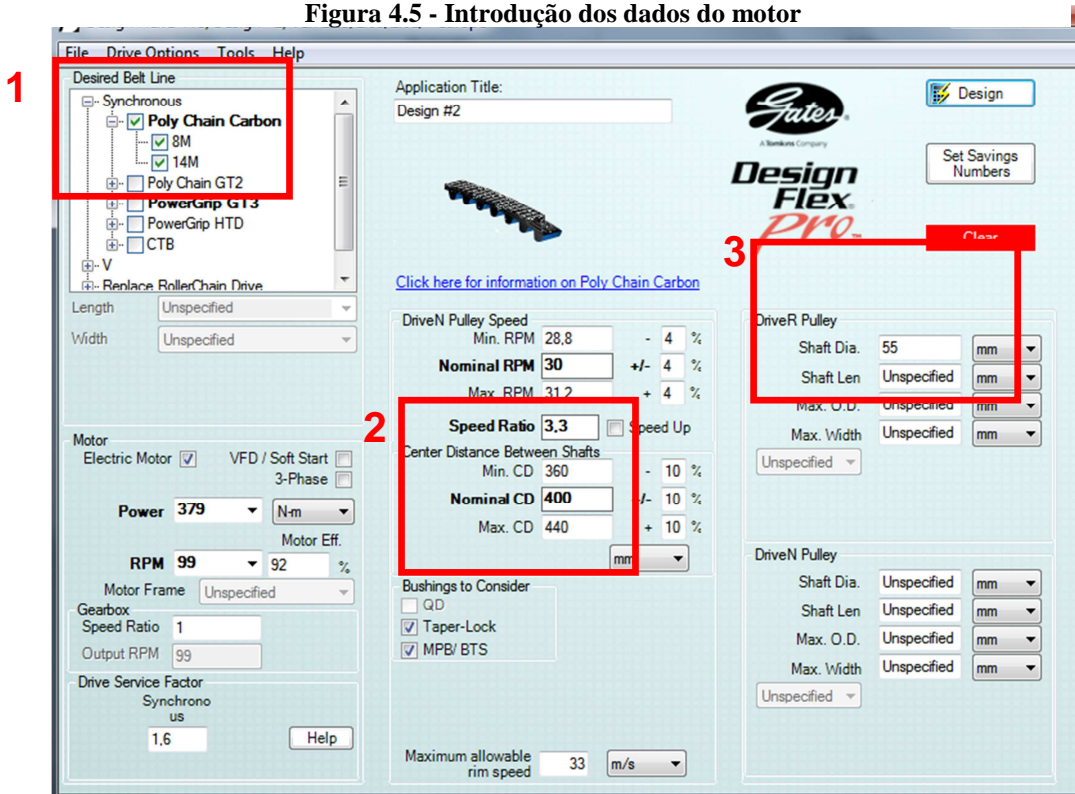 Figura 4.5 - Introdução dos dados do motor
File Drive Options Tools Help
1
Desired Belt Line
Synchronous
Poly Chain Carbon
8M
14M
Poly Chain GT2
PowerGrip GT3
PowerGrip HTD
CTB
V
Replace RollerChain Drive
Length Unspecified
Width Unspecified
Motor
Electric Motor VFD / Soft Start
3-Phase
Power 379 N-m
Motor Eff.
RPM 99 92 %
Motor Frame Unspecified
Gearbox
Speed Ratio 1
Output RPM 99
Drive Service Factor
Synchrono
us
1,6 Help
Application Title:
Design #2
Click here for information on Poly Chain Carbon
DriveN Pulley Speed
Min. RPM 28,8 - 4 %
Nominal RPM 30 +/- 4 %
Max. RPM 31,2 + 4 %
2
Speed Ratio 3,3 Speed Up
Center Distance Between Shafts
Min. CD 360 - 10 %
Nominal CD 400 +/- 10 %
Max. CD 440 + 10 %
mm
Bushings to Consider
QD
Taper-Lock
MPB/ BTS
Maximum allowable
rim speed 33 m/s
Gates
A Tomkins Company
Design
Flex
Pro™
Design
Set Savings
Numbers
Clear
3
DriveR Pulley
Shaft Dia. 55 mm
Shaft Len Unspecified mm
Max. O.D. Unspecified mm
Max. Width Unspecified mm
Unspecified
DriveN Pulley
Shaft Dia. Unspecified mm
Shaft Len Unspecified mm
Max. O.D. Unspecified mm
Max. Width Unspecified mm
Unspecified